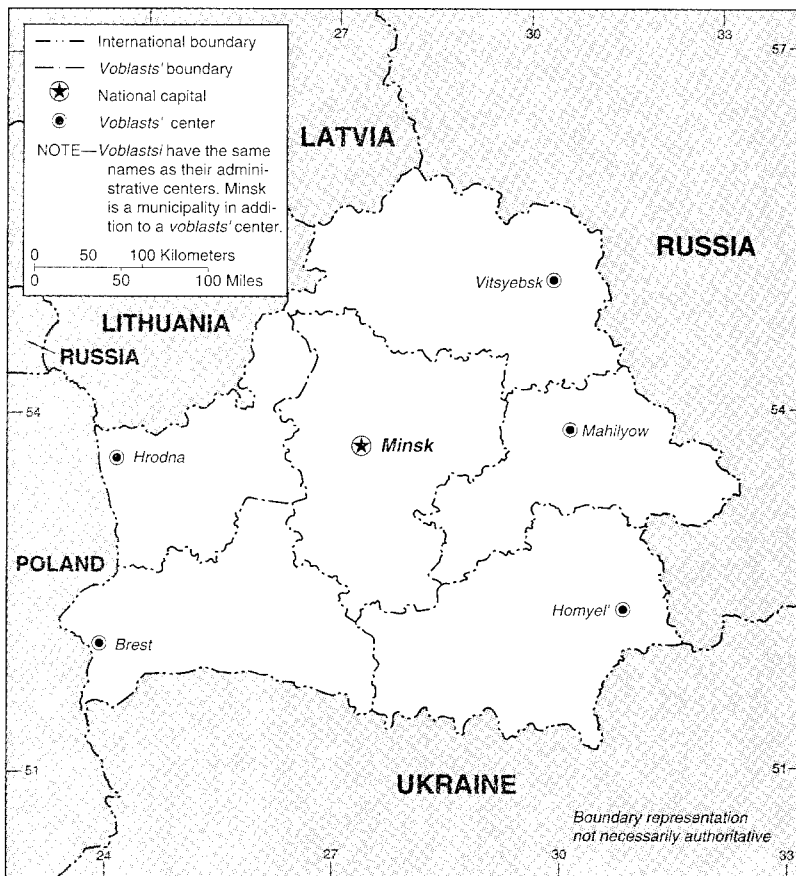 27
30
33
57
International boundary
Voblasts' boundary
National capital
Voblasts' center
NOTE—Voblastsi have the same
names as their admini-
strative centers. Minsk
is a municipality in addi-
tion to a voblasts' center.
0 50 100 Kilometers
0 50 100 Miles
LATVIA
RUSSIA
Vitsyebsk
LITHUANIA
RUSSIA
54
54
Mahilyow
Minsk
Hrodna
POLAND
Homyel'
Brest
51
51
UKRAINE
Boundary representation
not necessarily authoritative
24
27
30
33